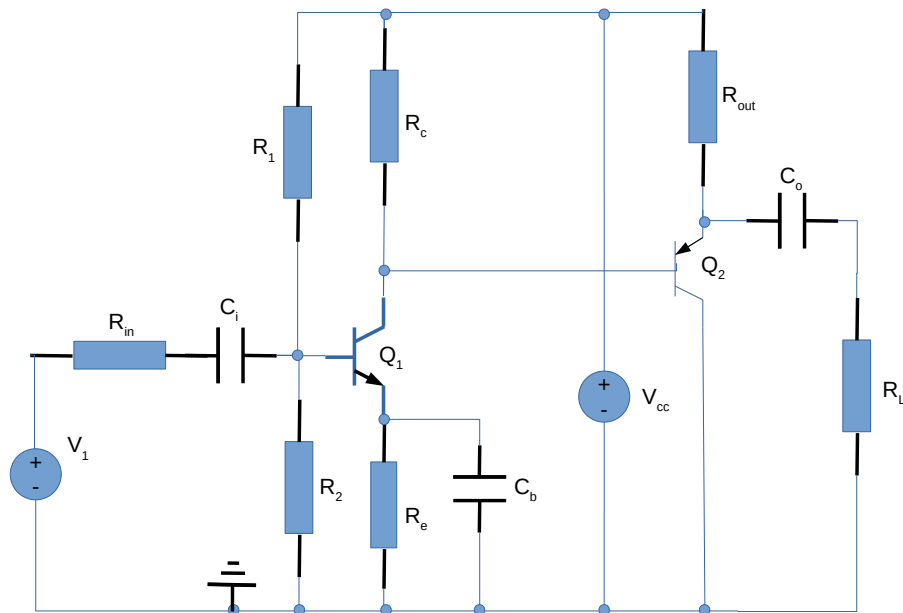 R1
Rc
Rout
Co
Q2
Ci
Rin
Q1
+
-
Vcc
RL
V1
+
-
R2
Re
Cb